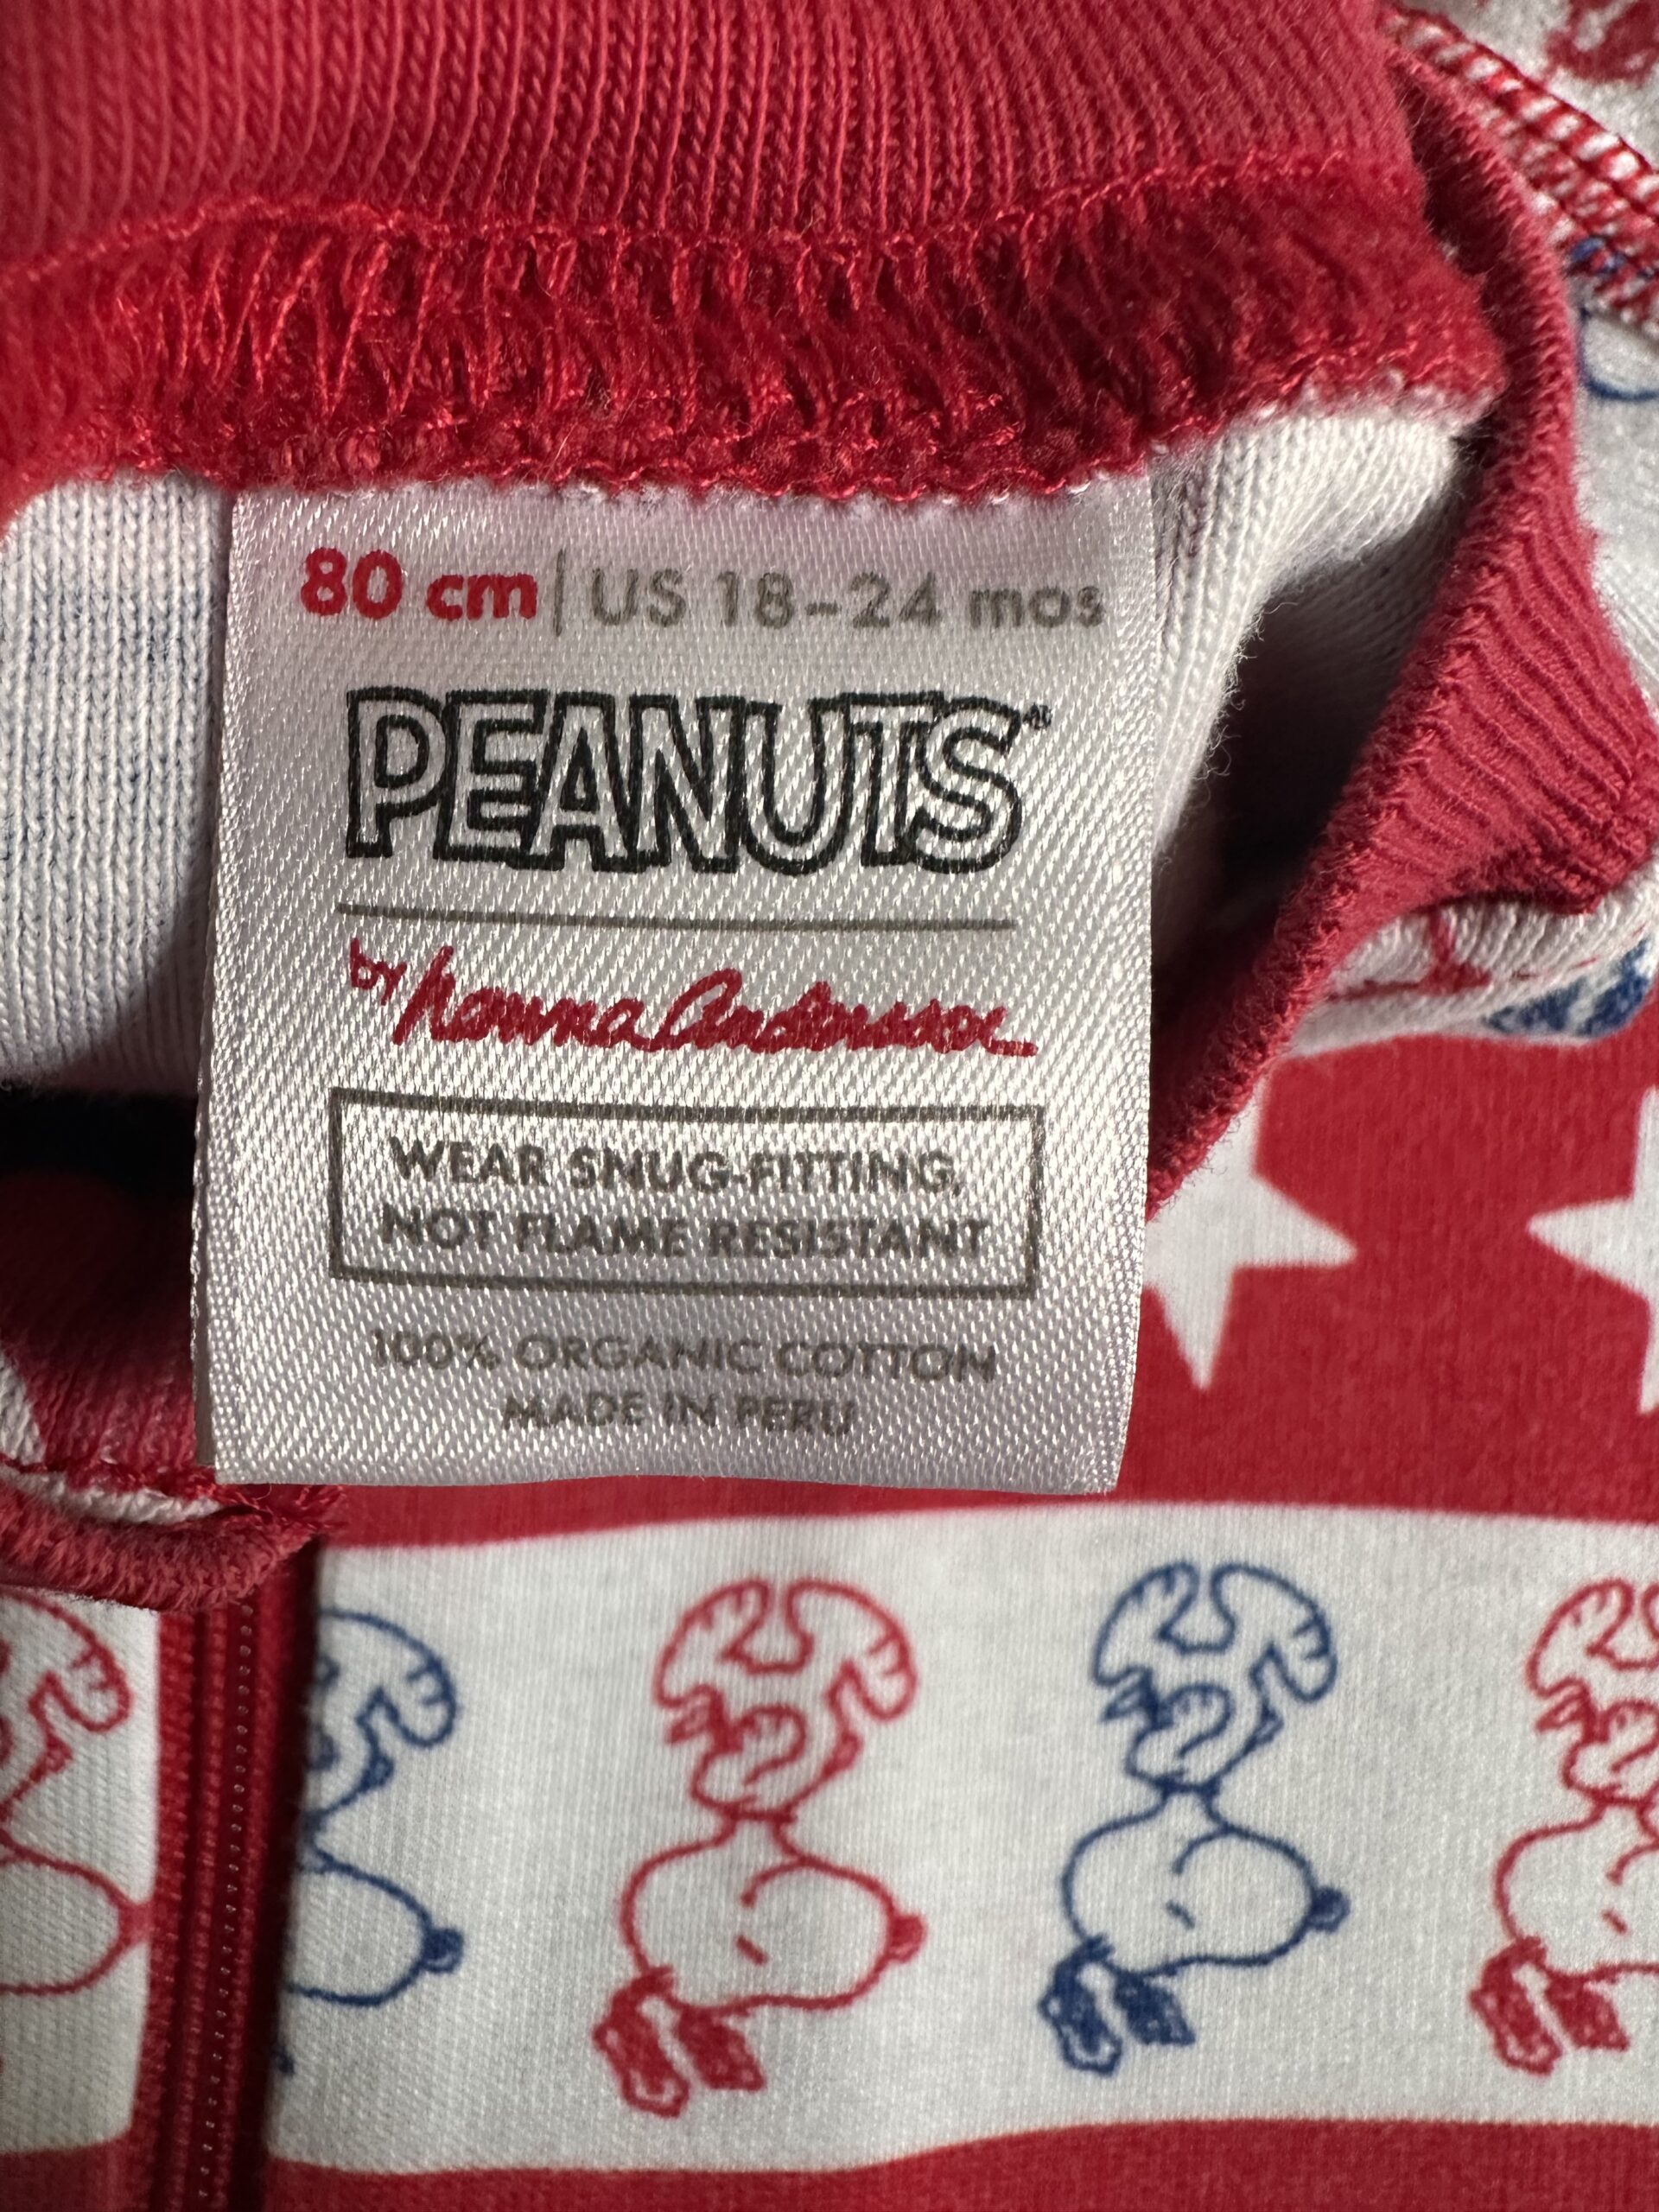 80 cm | US 18-24 mos
PEANUTS®
by hanna Andersson
WEAR SNUG-FITTING,
NOT FLAME RESISTANT
100% ORGANIC COTTON
MADE IN PERU